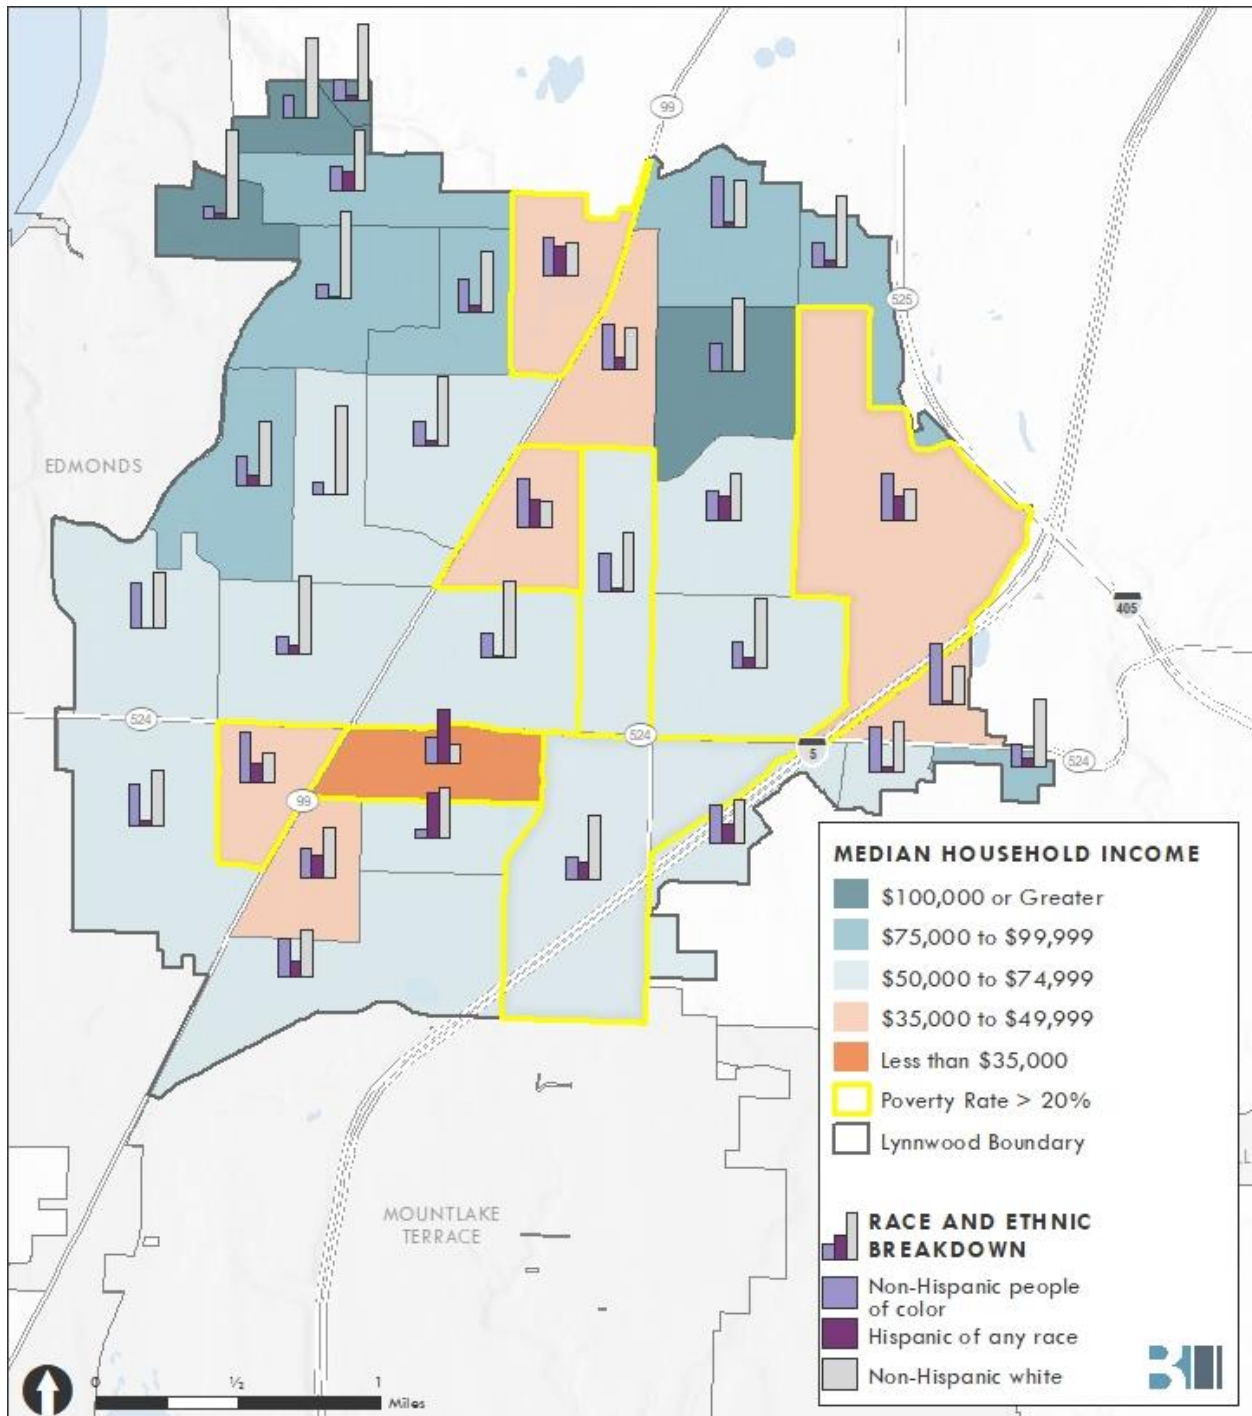 99
525
EDMONDS
405
524
524
5
524
99
MEDIAN HOUSEHOLD INCOME
$100,000 or Greater
$75,000 to $99,999
$50,000 to $74,999
$35,000 to $49,999
Less than $35,000
Poverty Rate > 20%
Lynnwood Boundary
MOUNTLAKE
TERRACE
RACE AND ETHNIC
BREAKDOWN
Non-Hispanic people
of color
Hispanic of any race
Non-Hispanic white
0 ½ 1
Miles